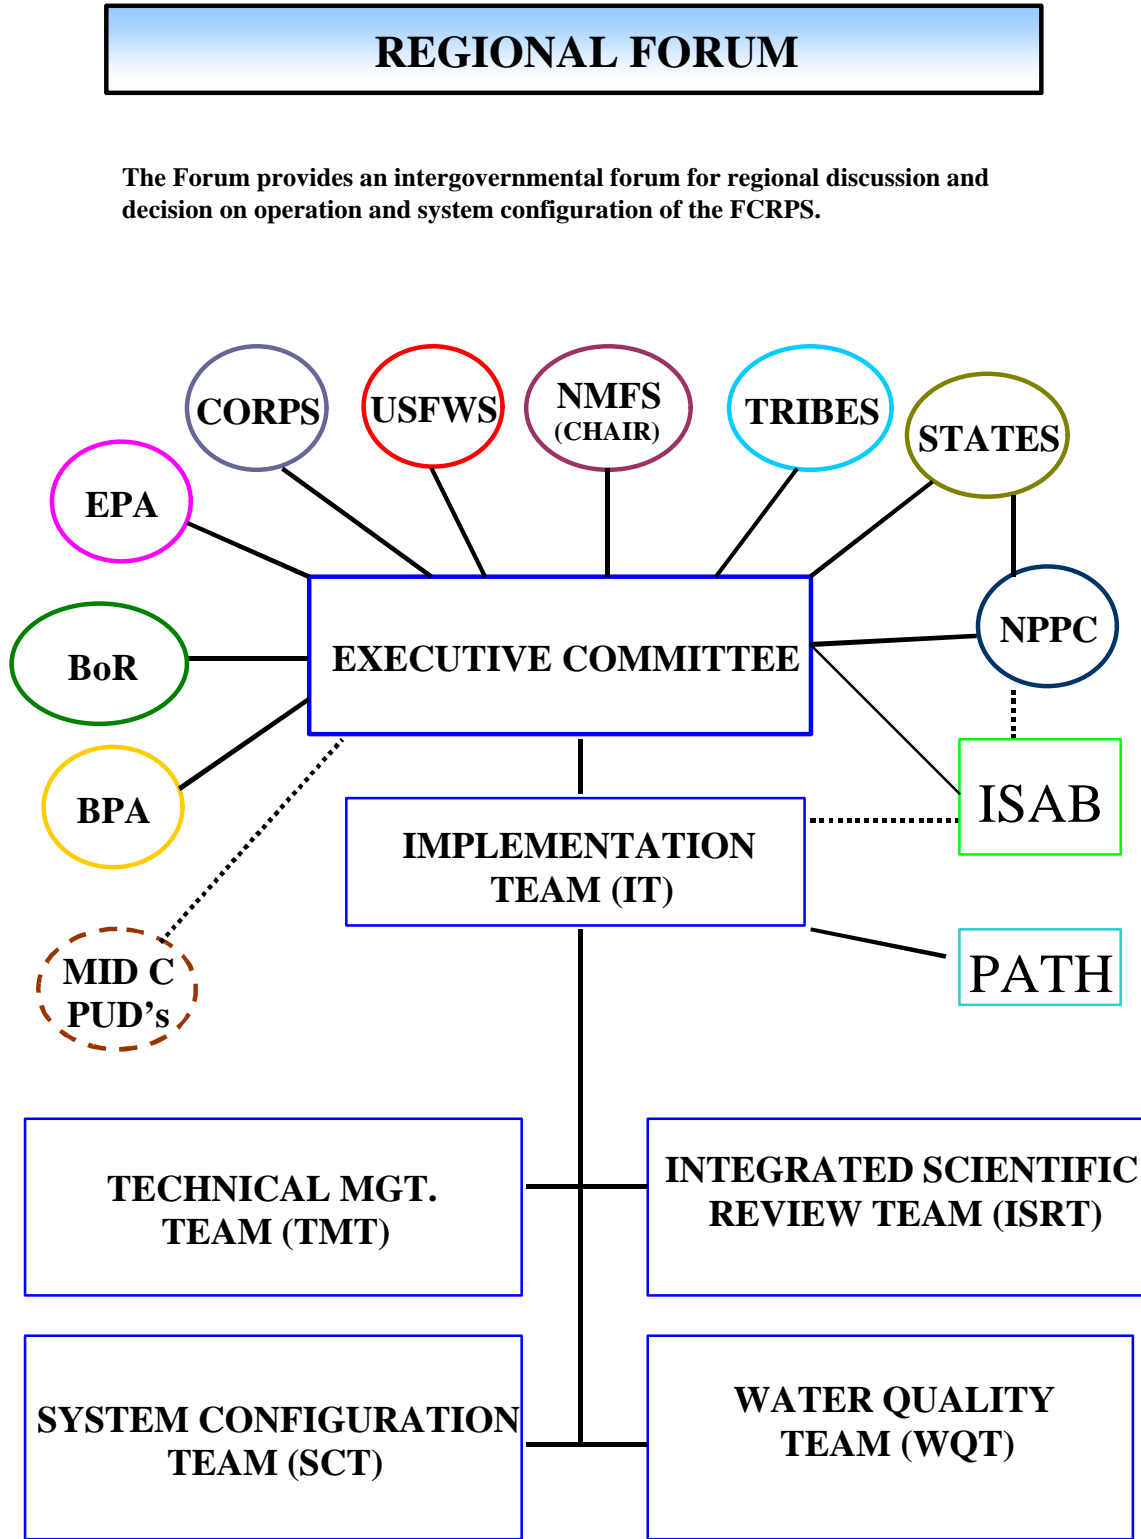 REGIONAL FORUM
The Forum provides an intergovernmental forum for regional discussion and
decision on operation and system configuration of the FCRPS.
CORPS
USFWS
NMFS
(CHAIR)
TRIBES
STATES
EPA
NPPC
EXECUTIVE COMMITTEE
BoR
BPA
ISAB
IMPLEMENTATION
TEAM (IT)
MID C
PUD’s
PATH
TECHNICAL MGT.
TEAM (TMT)
INTEGRATED SCIENTIFIC
REVIEW TEAM (ISRT)
SYSTEM CONFIGURATION
TEAM (SCT)
WATER QUALITY
TEAM (WQT)